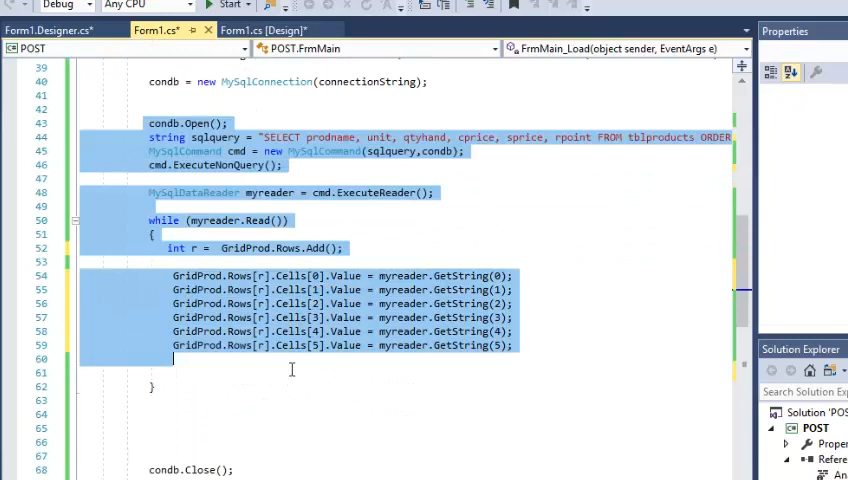 Debug Any CPU Start
Form1.Designer.cs* Form1.cs* Form1.cs [Design]*
Properties
POST POST.FrmMain FrmMain_Load(object sender, EventArgs e)
39
40 condb = new MySqlConnection(connectionString);
41
42
43 condb.Open();
44 string sqlquery = "SELECT prodname, unit, qtyhand, cprice, sprice, rpoint FROM tblproducts ORDER
45 MySqlCommand cmd = new MySqlCommand(sqlquery,condb);
46 cmd.ExecuteNonQuery();
47
48 MySqlDataReader myreader = cmd.ExecuteReader();
49
50 while (myreader.Read())
51 {
52 int r = GridProd.Rows.Add();
53
54 GridProd.Rows[r].Cells[0].Value = myreader.GetString(0);
55 GridProd.Rows[r].Cells[1].Value = myreader.GetString(1);
56 GridProd.Rows[r].Cells[2].Value = myreader.GetString(2);
57 GridProd.Rows[r].Cells[3].Value = myreader.GetString(3);
58 GridProd.Rows[r].Cells[4].Value = myreader.GetString(4);
59 GridProd.Rows[r].Cells[5].Value = myreader.GetString(5);
60
61
62 }
63
64
65
66
67
68 condb.Close();
Solution Explorer
Search Solution Exp
Solution 'POS
POST
Proper
Refere
An